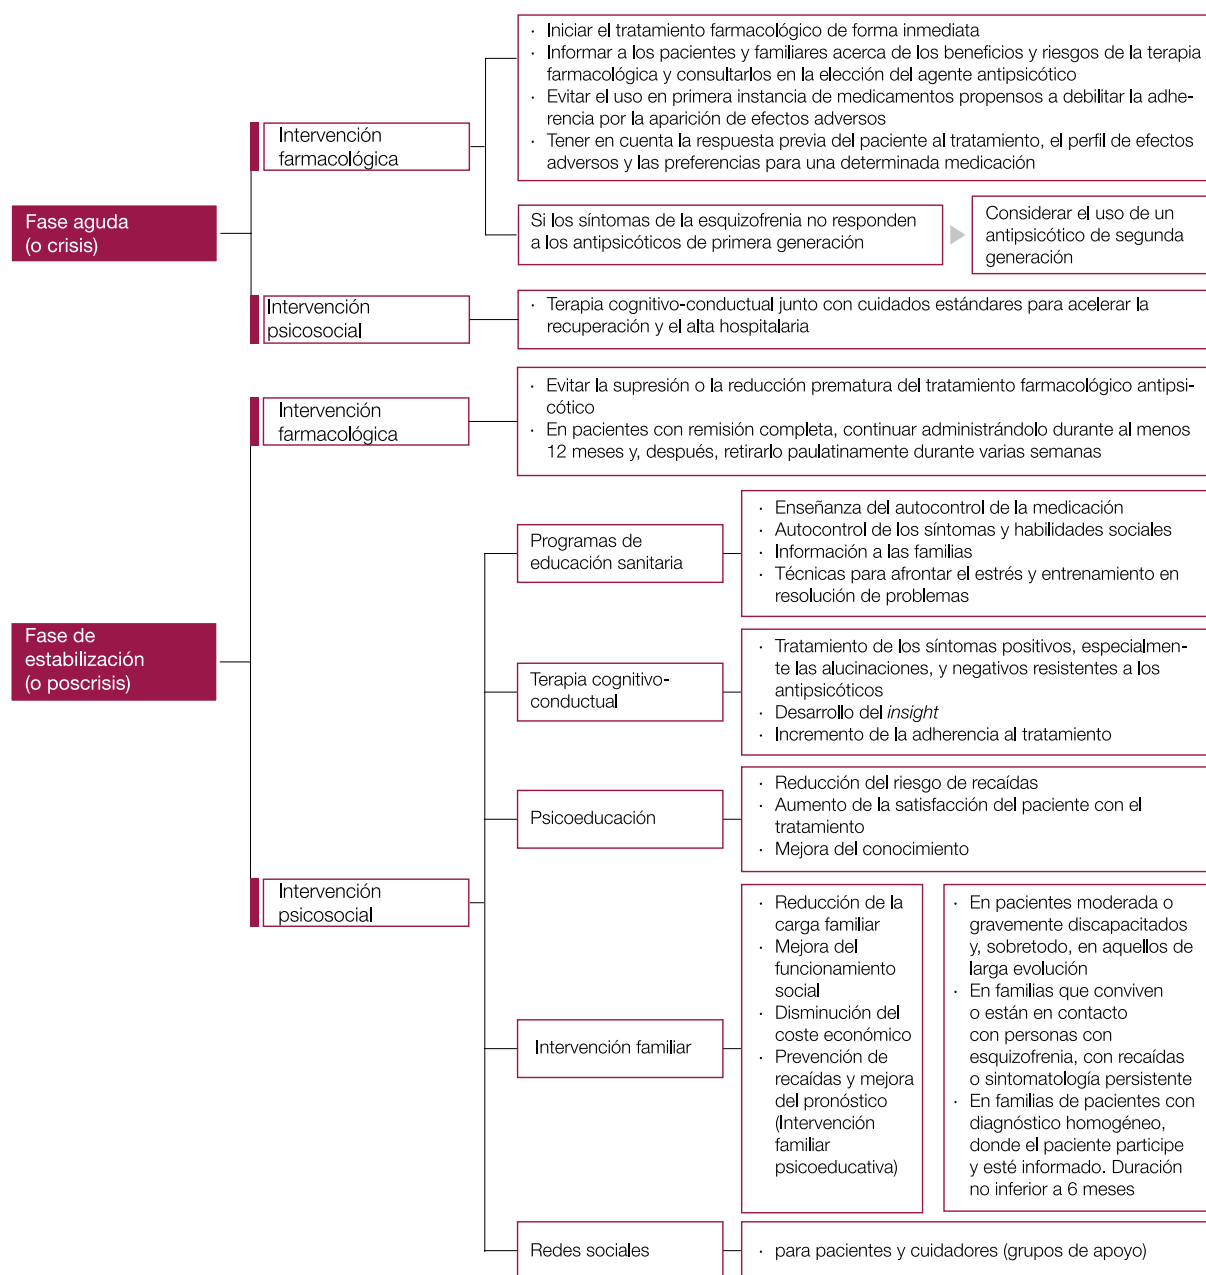 Fase aguda
(o crisis)
Intervención
farmacológica
· Iniciar el tratamiento farmacológico de forma inmediata
· Informar a los pacientes y familiares acerca de los beneficios y riesgos de la terapia
farmacológica y consultarlos en la elección del agente antipsicótico
· Evitar el uso en primera instancia de medicamentos propensos a debilitar la adhe-
rencia por la aparición de efectos adversos
· Tener en cuenta la respuesta previa del paciente al tratamiento, el perfil de efectos
adversos y las preferencias para una determinada medicación
Si los síntomas de la esquizofrenia no responden
a los antipsicóticos de primera generación
Considerar el uso de un
antipsicótico de segunda
generación
Intervención
psicosocial
· Terapia cognitivo-conductual junto con cuidados estándares para acelerar la
recuperación y el alta hospitalaria
Fase de
estabilización
(o poscrisis)
Intervención
farmacológica
· Evitar la supresión o la reducción prematura del tratamiento farmacológico antipsi-
cótico
· En pacientes con remisión completa, continuar administrándolo durante al menos
12 meses y, después, retirarlo paulatinamente durante varias semanas
Intervención
psicosocial
Programas de
educación sanitaria
· Enseñanza del autocontrol de la medicación
· Autocontrol de los síntomas y habilidades sociales
· Información a las familias
· Técnicas para afrontar el estrés y entrenamiento en
resolución de problemas
Terapia cognitivo-
conductual
· Tratamiento de los síntomas positivos, especialmen-
te las alucinaciones, y negativos resistentes a los
antipsicóticos
· Desarrollo del insight
· Incremento de la adherencia al tratamiento
Psicoeducación
· Reducción del riesgo de recaídas
· Aumento de la satisfacción del paciente con el
tratamiento
· Mejora del conocimiento
Intervención familiar
· Reducción de la
carga familiar
· Mejora del
funcionamiento
social
· Disminución del
coste económico
· Prevención de
recaídas y mejora
del pronóstico
(Intervención
familiar
psicoeducativa)
· En pacientes moderada o
gravemente discapacitados
y, sobretodo, en aquellos de
larga evolución
· En familias que conviven
o están en contacto
con personas con
esquizofrenia, con recaídas
o sintomatología persistente
· En familias de pacientes con
diagnóstico homogéneo,
donde el paciente participe
y esté informado. Duración
no inferior a 6 meses
Redes sociales
· para pacientes y cuidadores (grupos de apoyo)